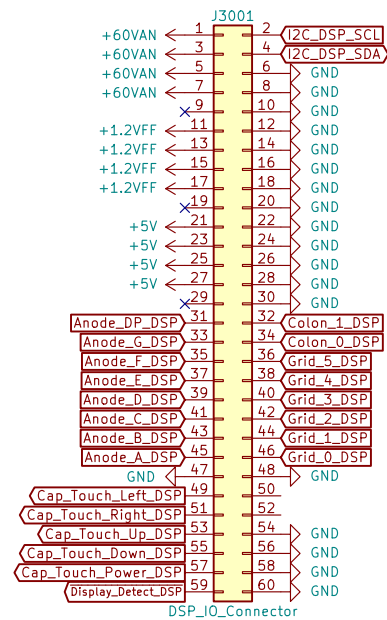 J3001
+60VAN 1 2 I2C_DSP_SCL
+60VAN 3 4 I2C_DSP_SDA
+60VAN 5 6 GND
+60VAN 7 8 GND
9 10 GND
+1.2VFF 11 12 GND
+1.2VFF 13 14 GND
+1.2VFF 15 16 GND
+1.2VFF 17 18 GND
19 20 GND
+5V 21 22 GND
+5V 23 24 GND
+5V 25 26 GND
+5V 27 28 GND
29 30 GND
Anode_DP_DSP 31 32 Colon_1_DSP
Anode_G_DSP 33 34 Colon_0_DSP
Anode_F_DSP 35 36 Grid_5_DSP
Anode_E_DSP 37 38 Grid_4_DSP
Anode_D_DSP 39 40 Grid_3_DSP
Anode_C_DSP 41 42 Grid_2_DSP
Anode_B_DSP 43 44 Grid_1_DSP
Anode_A_DSP 45 46 Grid_0_DSP
GND 47 48 GND
Cap_Touch_Left_DSP 49 50
Cap_Touch_Right_DSP 51 52
Cap_Touch_Up_DSP 53 54 GND
Cap_Touch_Down_DSP 55 56 GND
Cap_Touch_Power_DSP 57 58 GND
Display_Detect_DSP 59 60 GND
DSP_IO_Connector